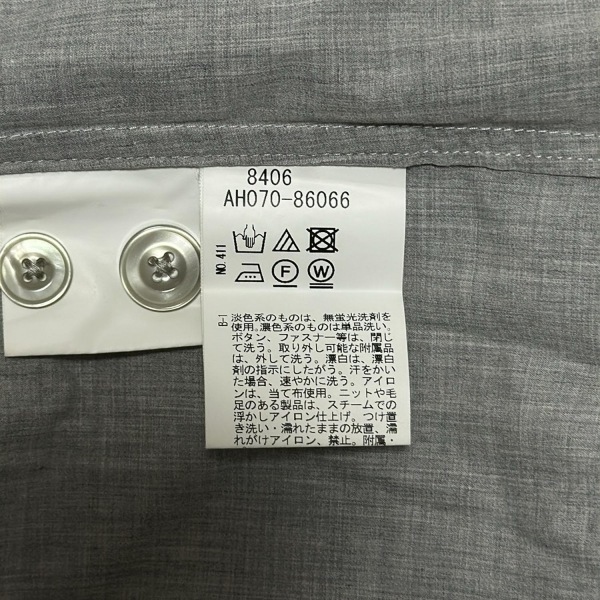 8406
AH070-86066
NO.411
F
W
B-1
淡色系のものは、無蛍光洗剤を
使用。濃色系のものは単品洗い。
ボタン、ファスナー等は、閉じ
て洗う。取り外し可能な附属品
は、外して洗う。漂白は、漂白
剤の指示にしたがう。汗をかい
た場合、速やかに洗う。アイロ
ンは、当て布使用。ニットや毛
足のある製品は、スチームでの
浮かしアイロン仕上げ。つけ置
き洗い・濡れたままの放置、濡
れがけアイロン、禁止。附属・